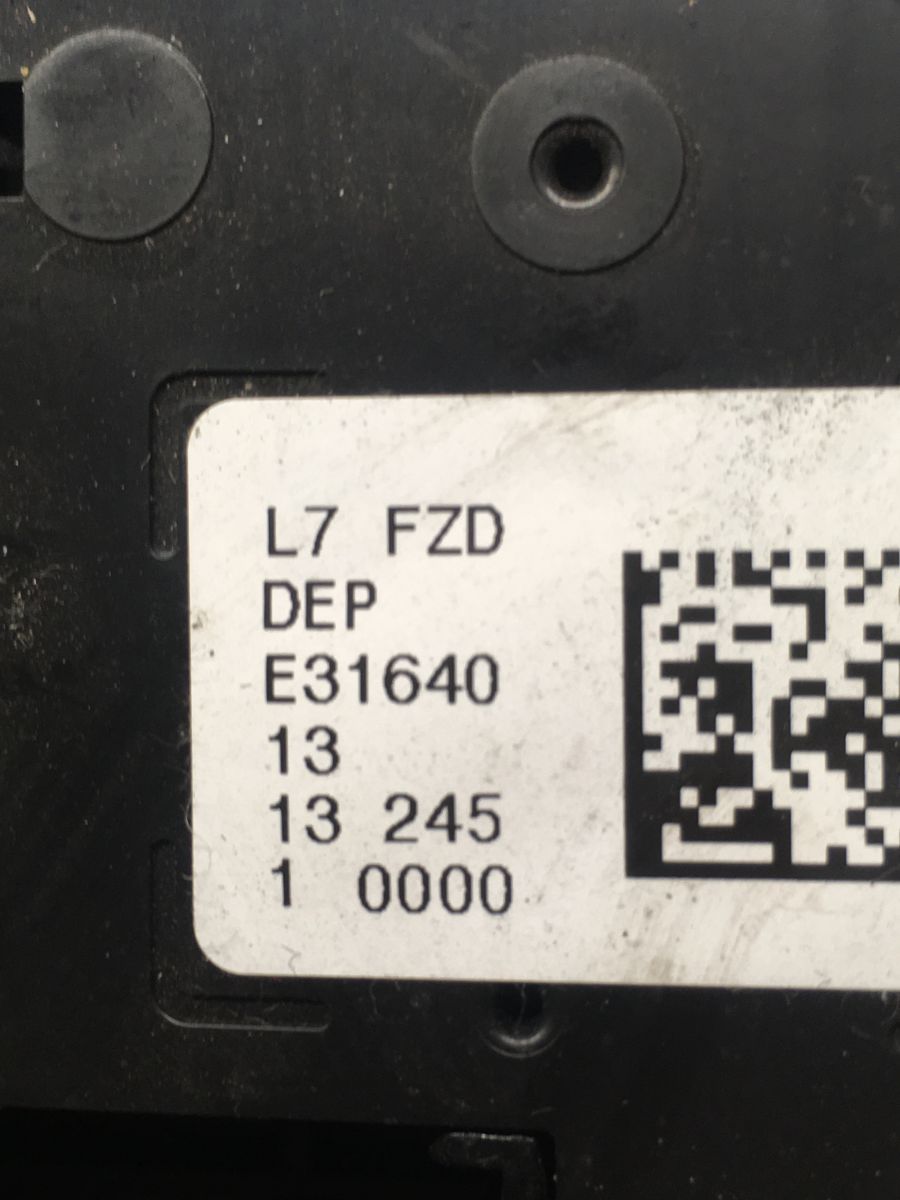 L7 FZD
DEP
E31640
13
13 245
1 0000